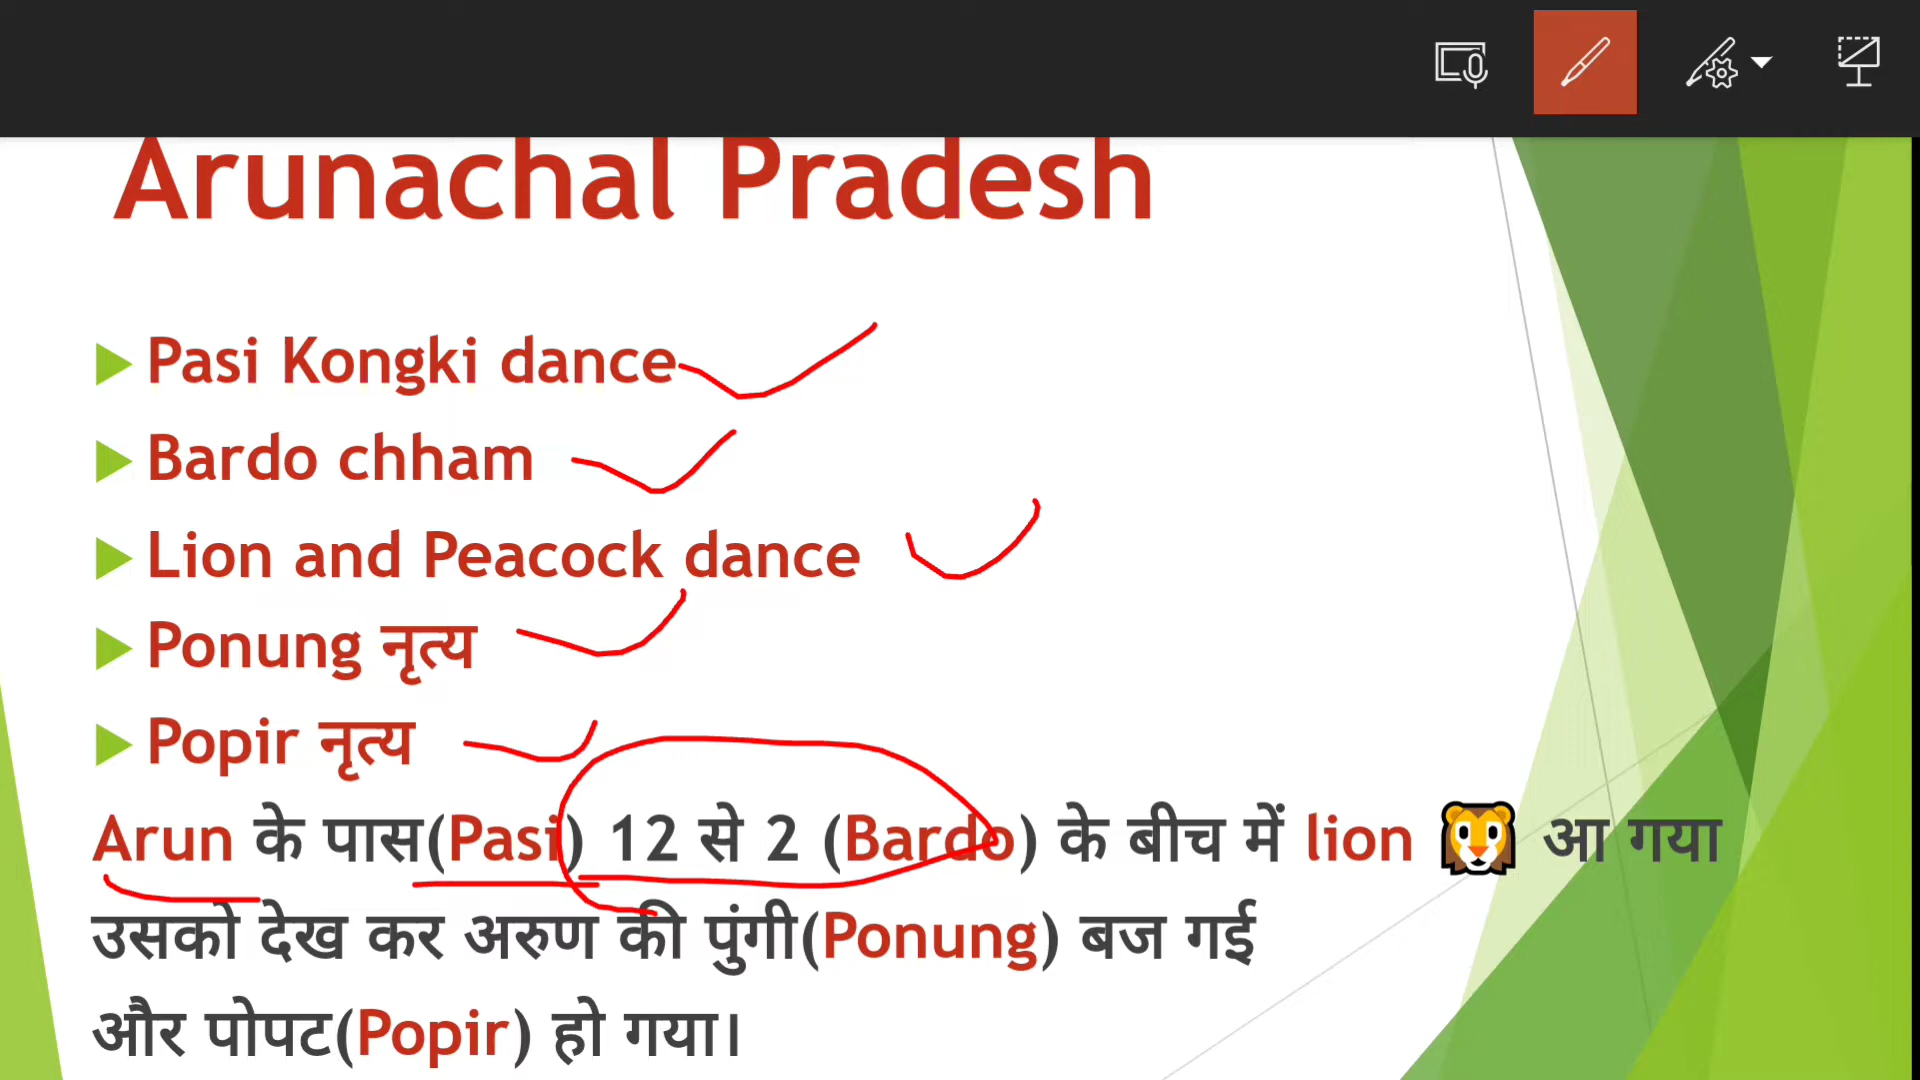 Arunachal Pradesh
Pasi Kongki dance
Bardo chham
Lion and Peacock dance
Ponung नृत्य
Popir नृत्य
Arun के पास(Pasi) 12 से 2 (Bardo) के बीच में lion 🦁 आ गया
उसको देख कर अरुण की पुंगी(Ponung) बज गई
और पोपट(Popir) हो गया।